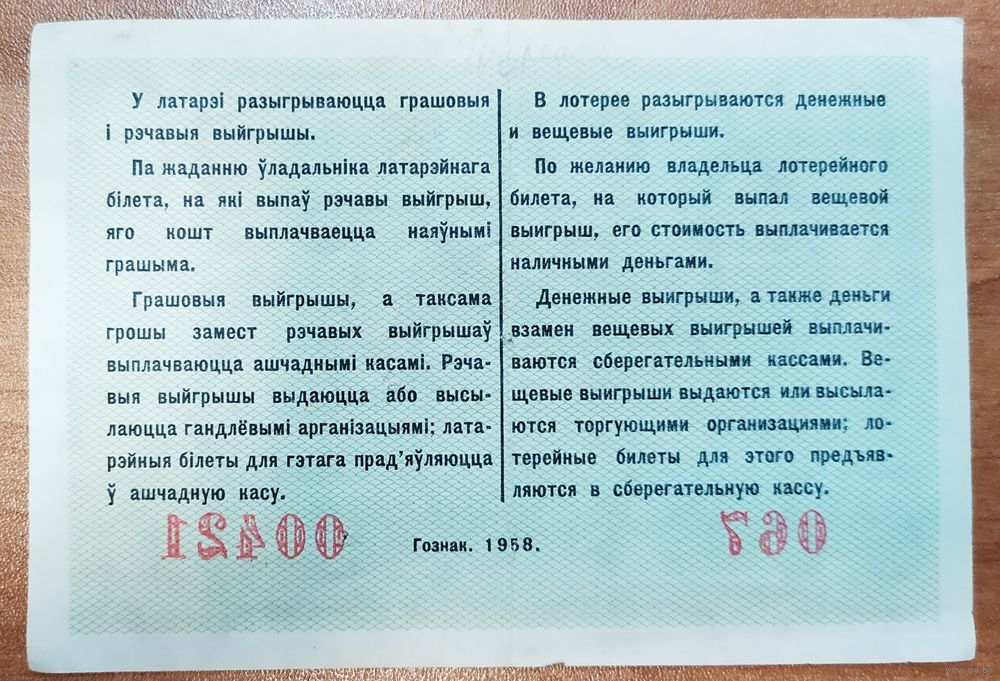 У латарэі разыгрываюцца грашовыя
і рэчавыя выйгрышы.
Па жаданню ўладальніка латарэйнага
білета, на які выпаў рэчавы выйгрыш,
яго кошт выплачваецца наяўнымі
грашыма.
Грашовыя выйгрышы, а таксама
грошы замест рэчавых выйгрышаў
выплачваюцца ашчаднымі касамі. Рэча-
выя выйгрышы выдаюцца або высы-
лаюцца гандлёвымі арганізацыямі; лата-
рэйныя білеты для гэтага прад’яўляюцца
ў ашчадную касу.
В лотерее разыгрываются денежные
и вещевые выигрыши.
По желанию владельца лотерейного
билета, на который выпал вещевой
выигрыш, его стоимость выплачивается
наличными деньгами.
Денежные выигрыши, а также деньги
взамен вещевых выигрышей выплачи-
ваются сберегательными кассами. Ве-
щевые выигрыши выдаются или высыла-
ются торгующими организациями; ло-
терейные билеты для этого предъяв-
ляются в сберегательную кассу.
00421
Гознак. 1958.
067
www.ay.by